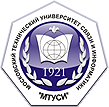 МОСКОВСКИЙ ТЕХНИЧЕСКИЙ УНИВЕРСИТЕТ СВЯЗИ И ИНФОРМАТИКИ
1921
"МТУСИ"